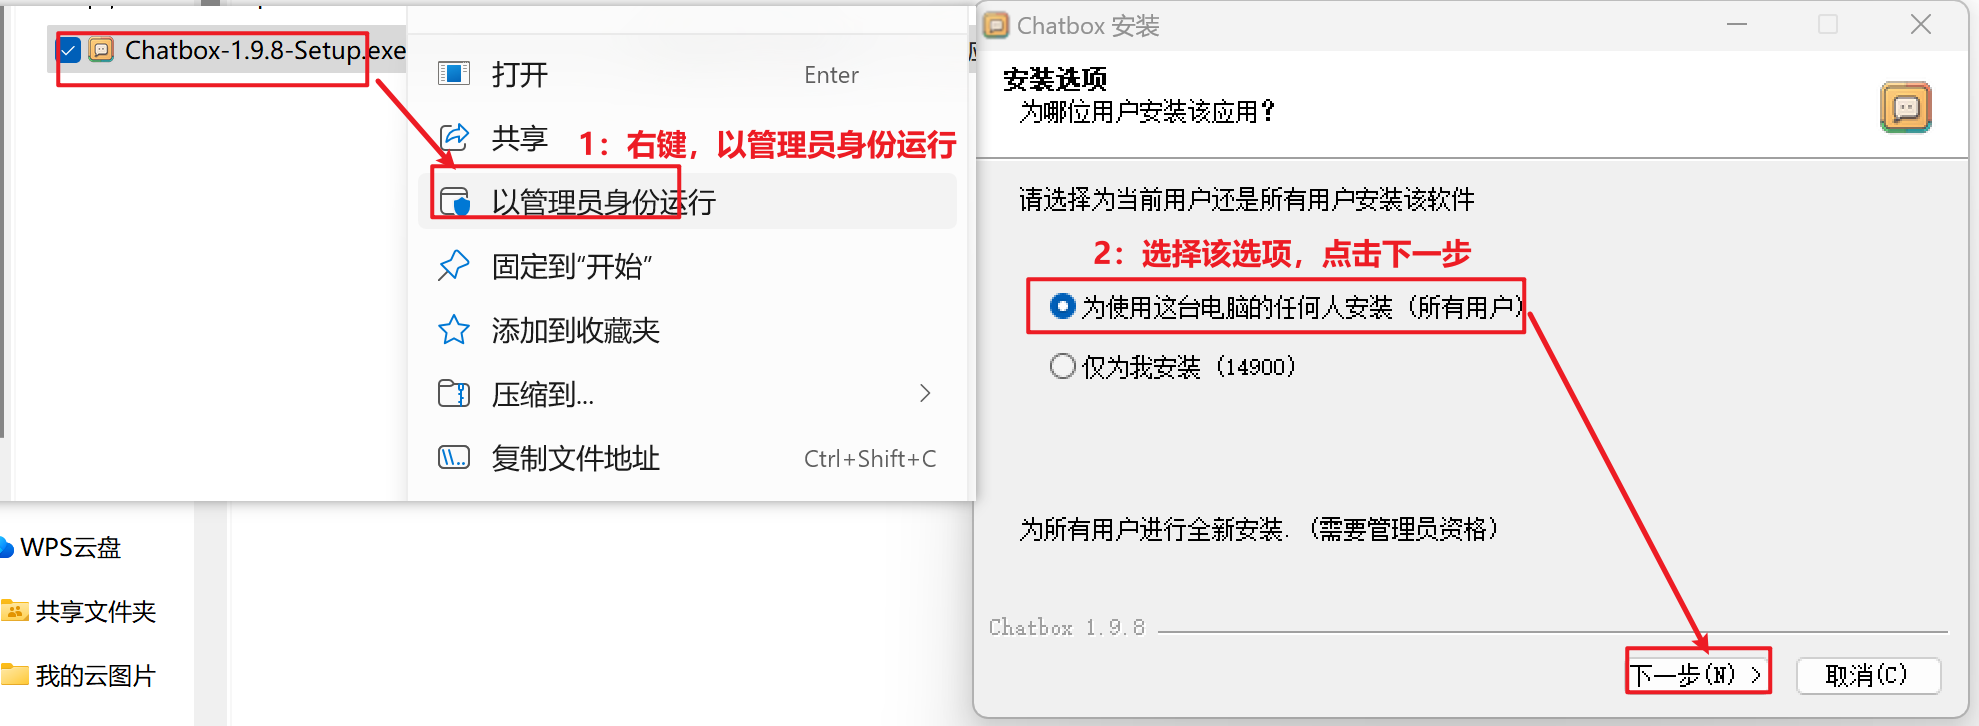 Chatbox-1.9.8-Setup.exe
打开 Enter
共享
1：右键，以管理员身份运行
以管理员身份运行
固定到“开始”
添加到收藏夹
压缩到...
复制文件地址 Ctrl+Shift+C
WPS云盘
共享文件夹
我的云图片
Chatbox 安装
安装选项
为哪位用户安装该应用？
请选择为当前用户还是所有用户安装该软件
2：选择该选项，点击下一步
为使用这台电脑的任何人安装（所有用户）
仅为我安装（14900）
为所有用户进行全新安装.（需要管理员资格）
Chatbox 1.9.8
下一步(N) >
取消(C)